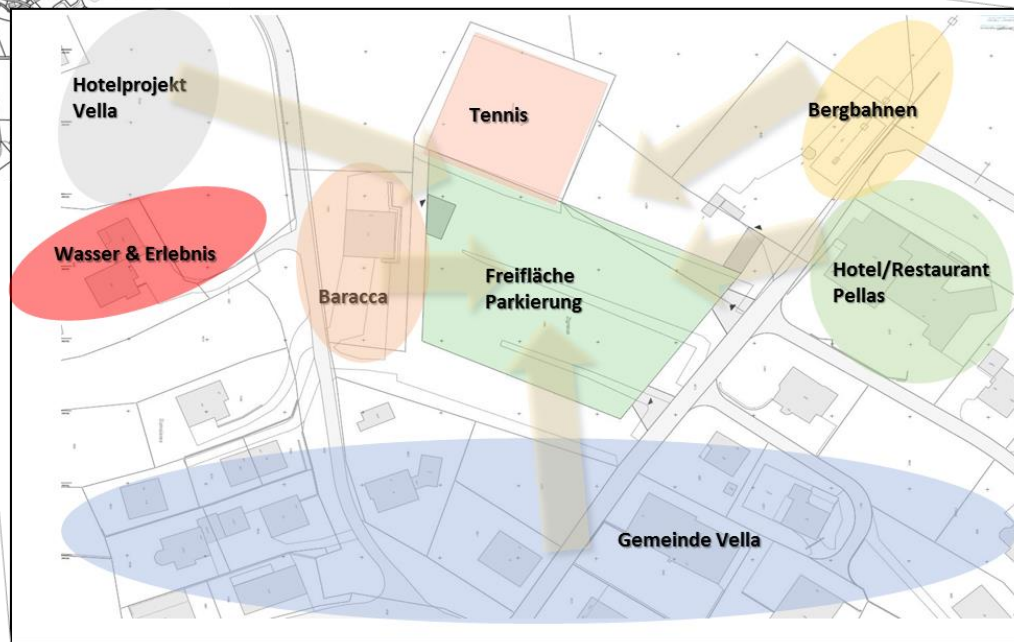 Hotelprojekt
Vella
Tennis
Bergbahnen
Wasser & Erlebnis
Baracca
Freifläche
Parkierung
Hotel/Restaurant
Pellas
Gemeinde Vella